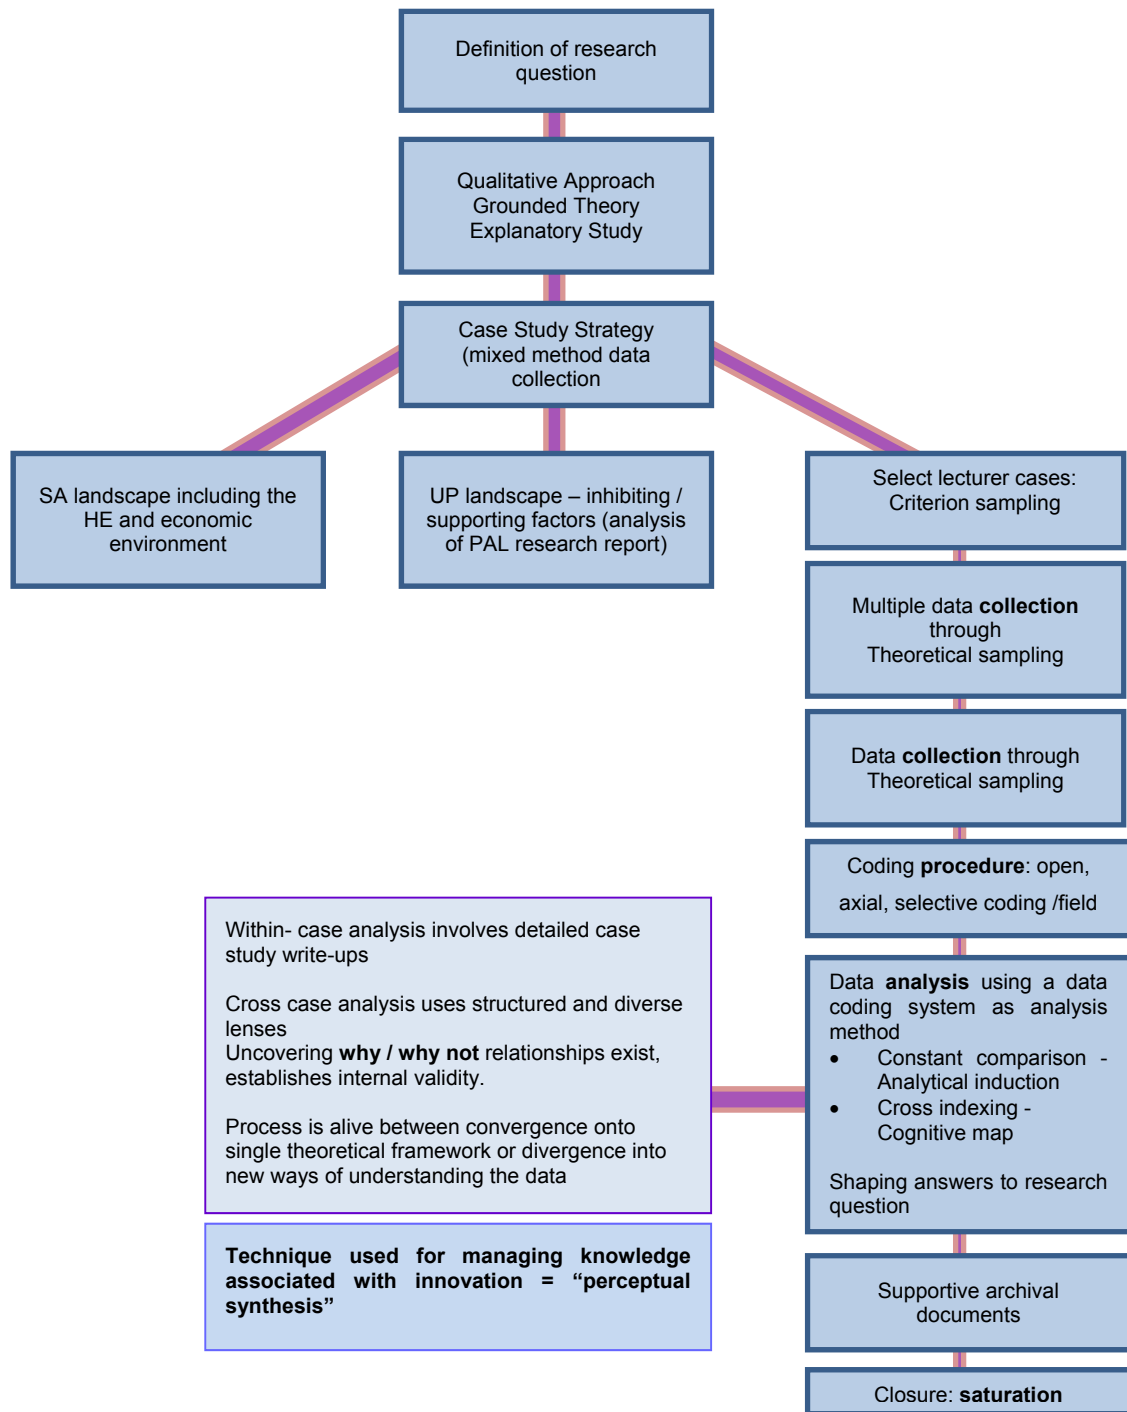 Definition of research
question
Qualitative Approach
Grounded Theory
Explanatory Study
Case Study Strategy
(mixed method data
collection
SA landscape including the
HE and economic
environment
UP landscape – inhibiting /
supporting factors (analysis
of PAL research report)
Select lecturer cases:
Criterion sampling
Multiple data collection
through
Theoretical sampling
Data collection through
Theoretical sampling
Coding procedure: open,
axial, selective coding /field
Within- case analysis involves detailed case
study write-ups
Cross case analysis uses structured and diverse
lenses
Uncovering why / why not relationships exist,
establishes internal validity.
Process is alive between convergence onto
single theoretical framework or divergence into
new ways of understanding the data
Data analysis using a data
coding system as analysis
method
• Constant comparison -
Analytical induction
• Cross indexing -
Cognitive map
Shaping answers to research
question
Technique used for managing knowledge
associated with innovation = “perceptual
synthesis”
Supportive archival
documents
Closure: saturation